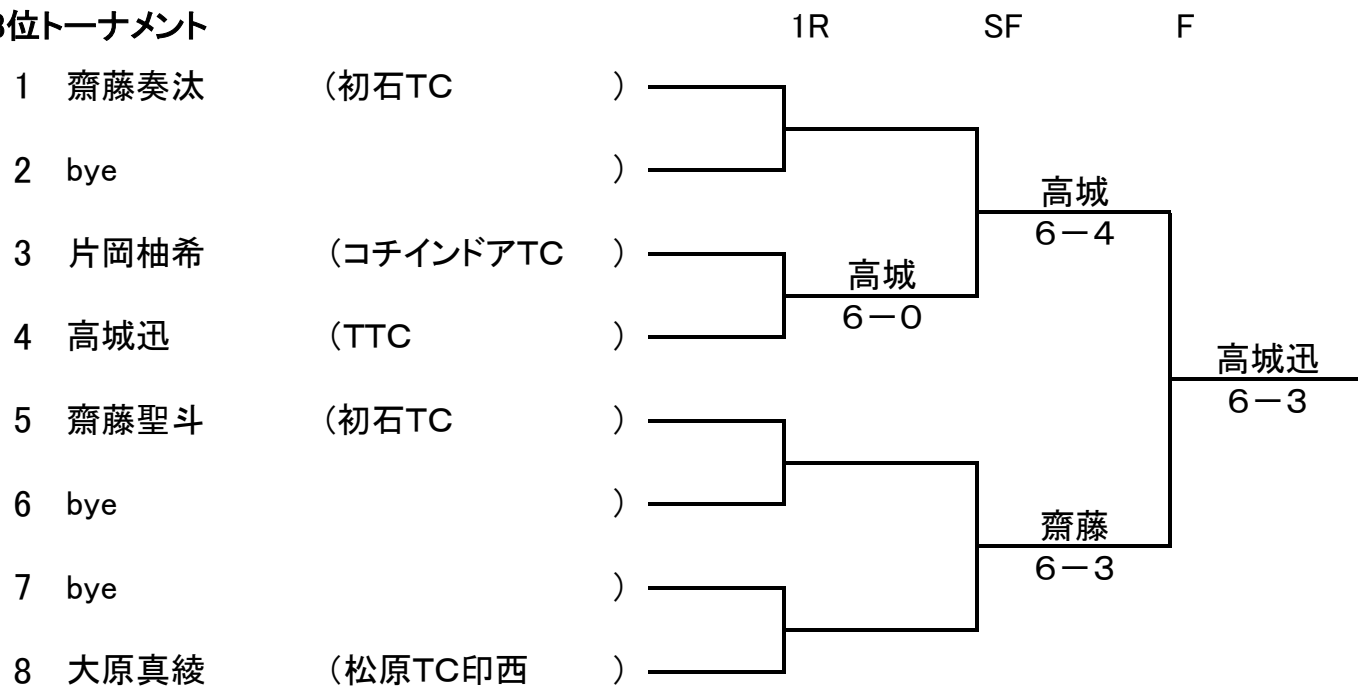 3位トーナメント 1R SF F
1 齋藤奏汰 (初石TC )
2 bye )
高城
6-4
3 片岡柚希 (コチインドアTC )
高城
6-0
4 高城迅 (TTC )
高城迅
6-3
5 齋藤聖斗 (初石TC )
6 bye )
齋藤
6-3
7 bye )
8 大原真綾 (松原TC印西 )